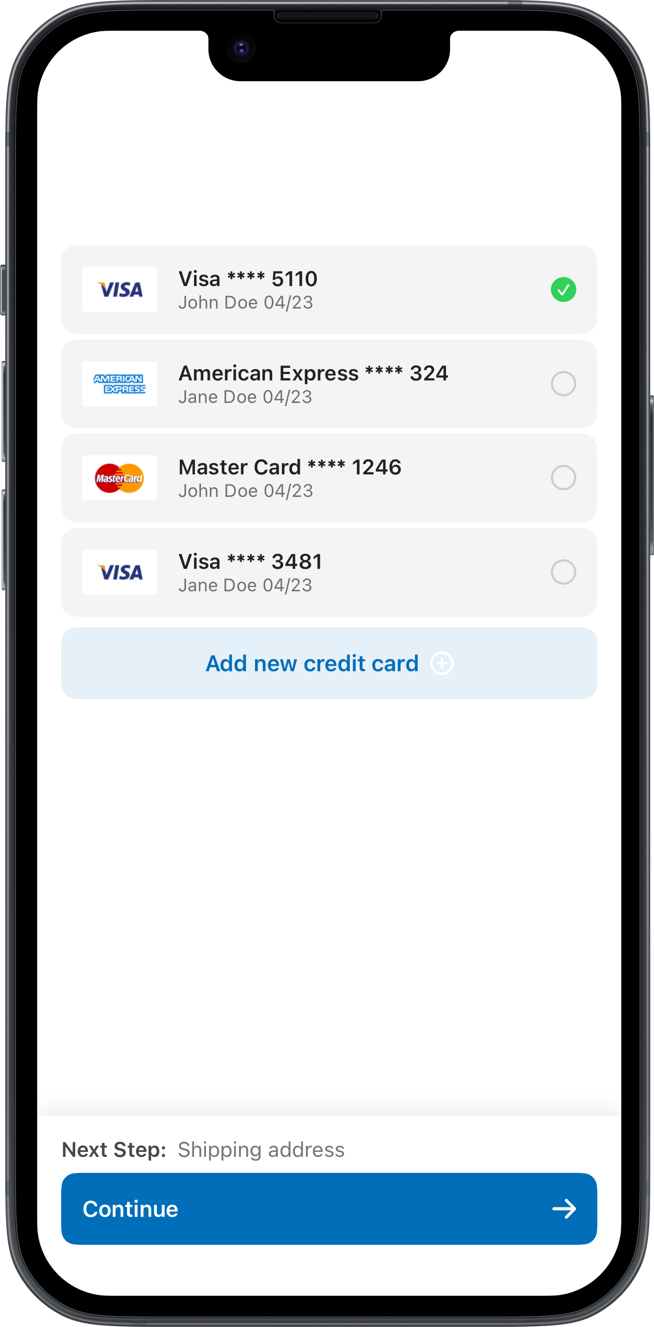 VISA
Visa **** 5110
John Doe 04/23
AMERICAN
EXPRESS
American Express **** 324
Jane Doe 04/23
MasterCard
Master Card **** 1246
John Doe 04/23
VISA
Visa **** 3481
Jane Doe 04/23
Add new credit card
Next Step: Shipping address
Continue